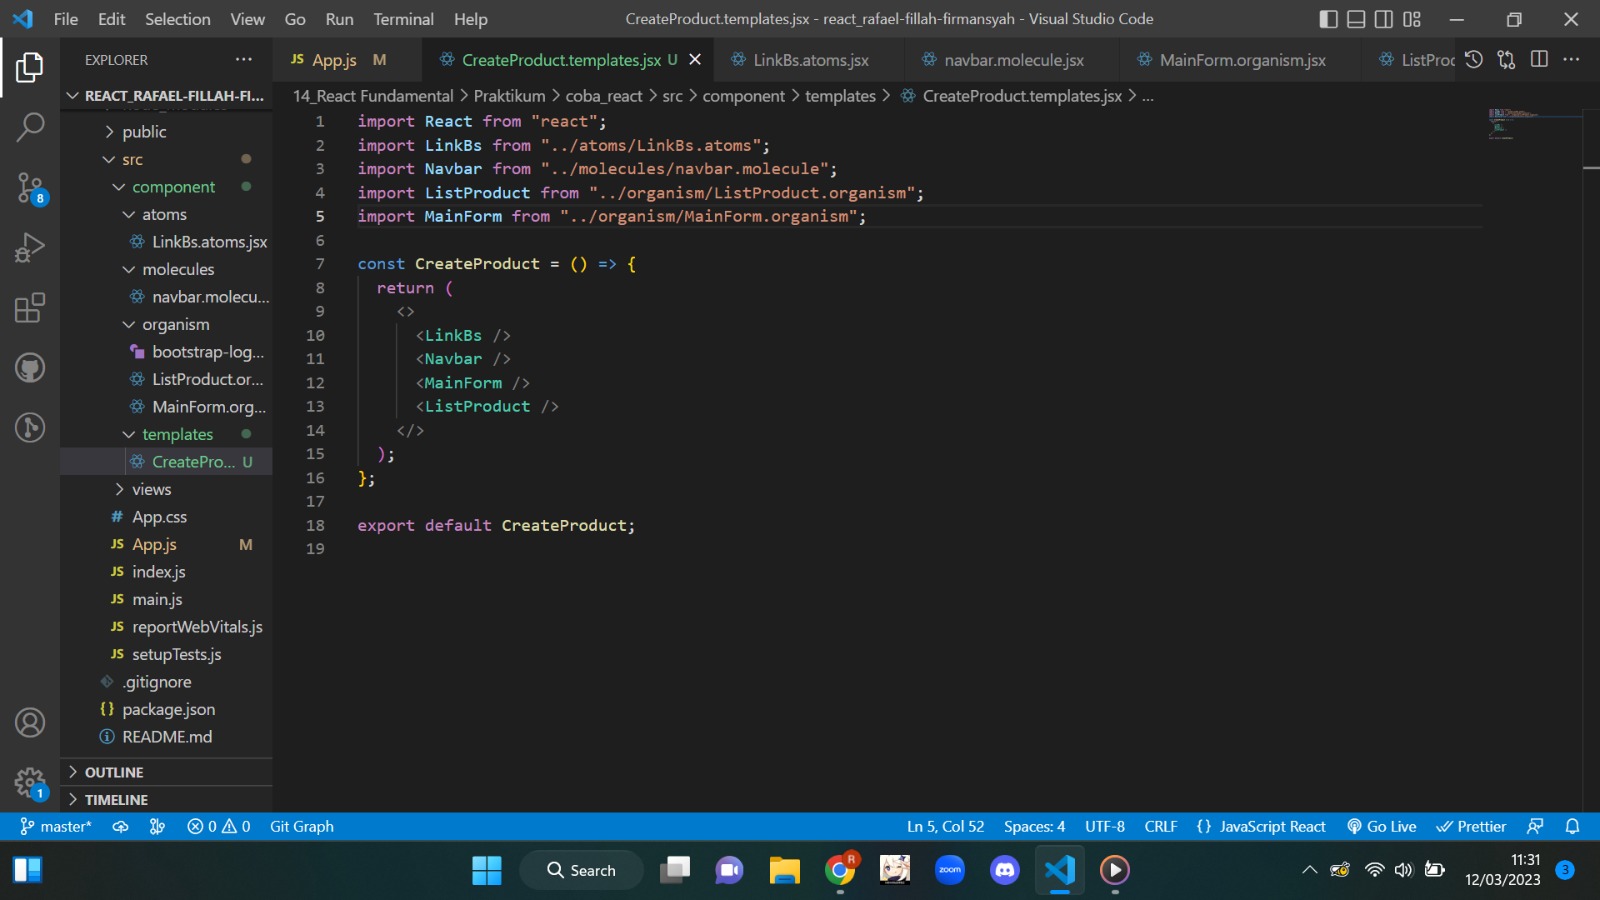 File Edit Selection View Go Run Terminal Help
CreateProduct.templates.jsx - react_rafael-fillah-firmansyah - Visual Studio Code
EXPLORER ...
JS App.js M
CreateProduct.templates.jsx U
LinkBs.atoms.jsx
navbar.molecule.jsx
MainForm.organism.jsx
ListProd
REACT_RAFAEL-FILLAH-FI...
public
src
component
atoms
LinkBs.atoms.jsx
molecules
navbar.molecu...
organism
bootstrap-log...
ListProduct.or...
MainForm.org...
templates
CreatePro... U
views
# App.css
JS App.js M
JS index.js
JS main.js
JS reportWebVitals.js
JS setupTests.js
.gitignore
{} package.json
README.md
OUTLINE
TIMELINE
8
1
14_React Fundamental > Praktikum > coba_react > src > component > templates > CreateProduct.templates.jsx > ...
1 import React from "react";
2 import LinkBs from "../atoms/LinkBs.atoms";
3 import Navbar from "../molecules/navbar.molecule";
4 import ListProduct from "../organism/ListProduct.organism";
5 import MainForm from "../organism/MainForm.organism";
6
7 const CreateProduct = () => {
8 return (
9 <>
10 <LinkBs />
11 <Navbar />
12 <MainForm />
13 <ListProduct />
14 </>
15 );
16 };
17
18 export default CreateProduct;
19
master* 0 0 Git Graph
Ln 5, Col 52 Spaces: 4 UTF-8 CRLF {} JavaScript React Go Live Prettier
Search
R
zoom
11:31
12/03/2023
3